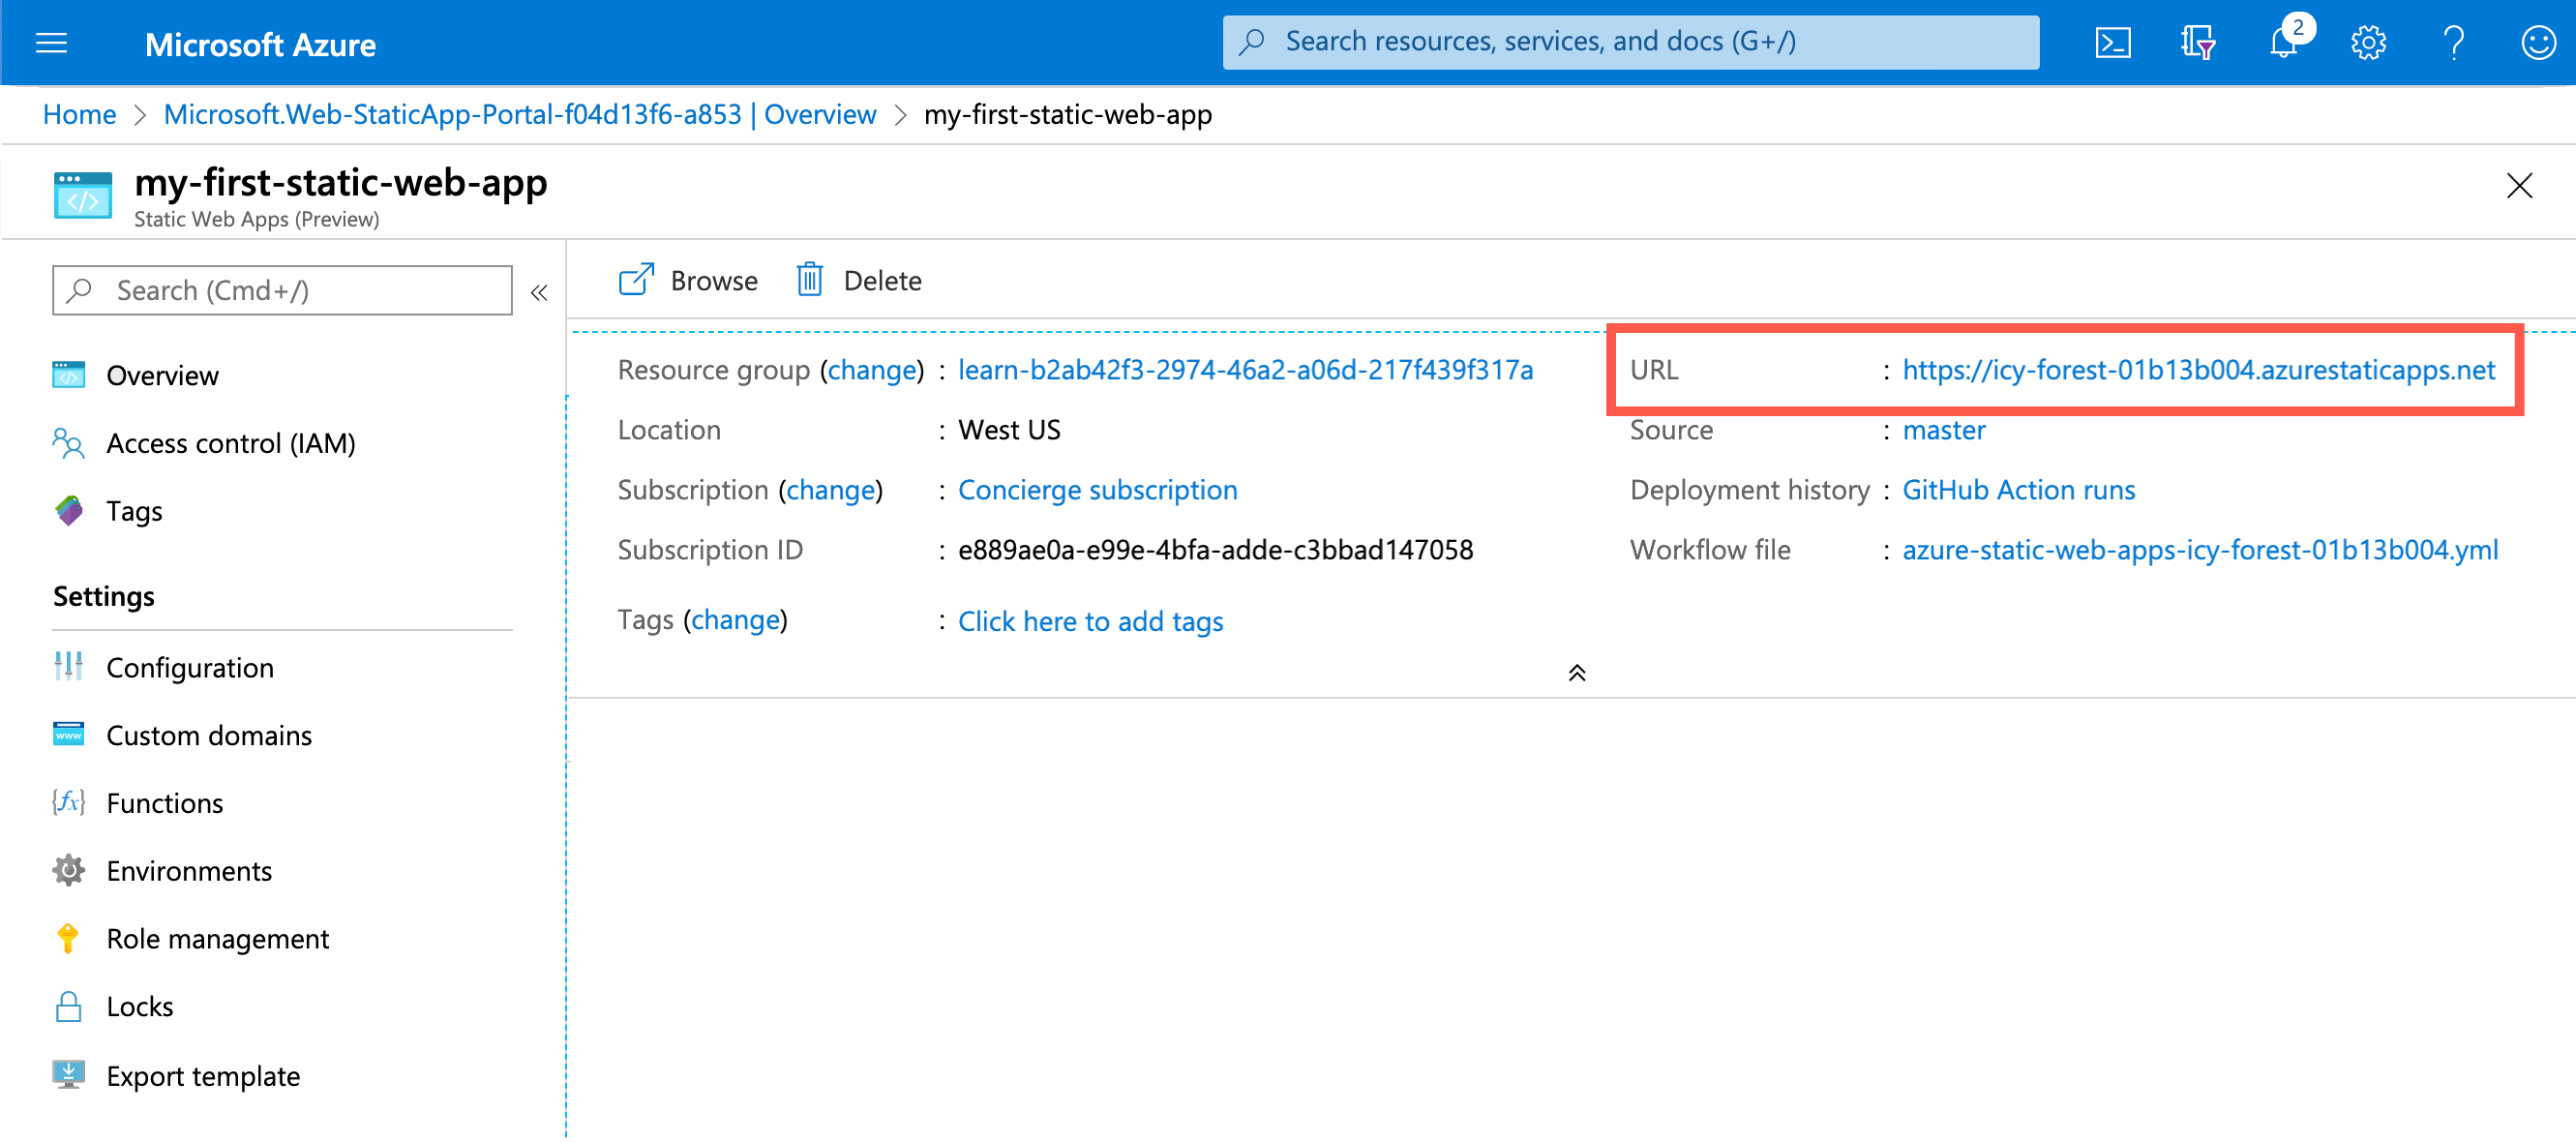 Microsoft Azure
Search resources, services, and docs (G+/)
2
Home > Microsoft.Web-StaticApp-Portal-f04d13f6-a853 | Overview > my-first-static-web-app
my-first-static-web-app
Static Web Apps (Preview)
Search (Cmd+/)
«
Overview
Access control (IAM)
Tags
Settings
Configuration
www
Custom domains
Functions
Environments
Role management
Locks
Export template
Browse
Delete
Resource group (change) : learn-b2ab42f3-2974-46a2-a06d-217f439f317a
Location : West US
Subscription (change) : Concierge subscription
Subscription ID : e889ae0a-e99e-4bfa-adde-c3bbad147058
Tags (change) : Click here to add tags
URL : https://icy-forest-01b13b004.azurestaticapps.net
Source : master
Deployment history : GitHub Action runs
Workflow file : azure-static-web-apps-icy-forest-01b13b004.yml